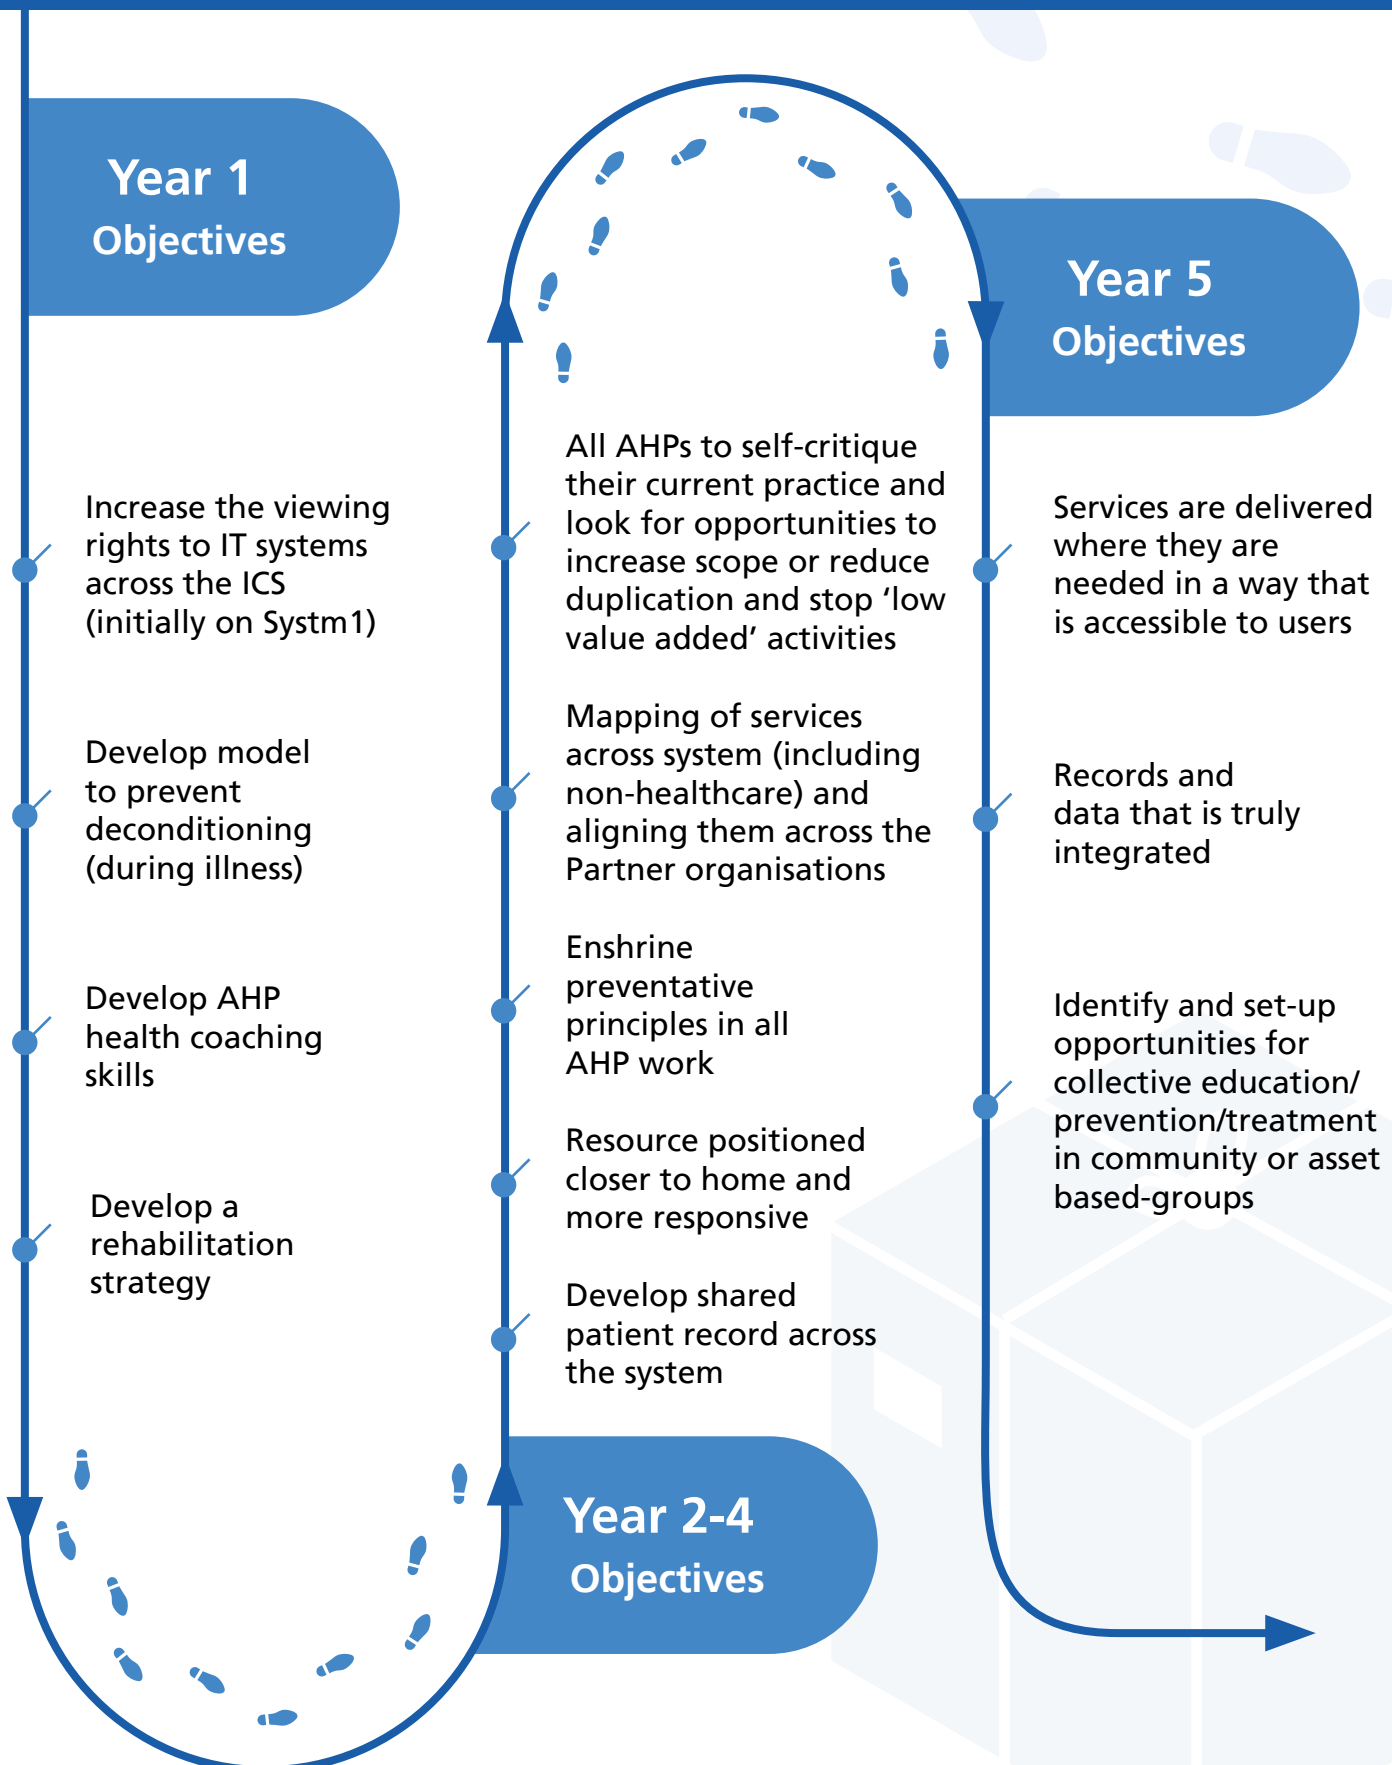 Year 1
Objectives
Increase the viewing
rights to IT systems
across the ICS
(initially on Systm1)
Develop model
to prevent
deconditioning
(during illness)
Develop AHP
health coaching
skills
Develop a
rehabilitation
strategy
All AHPs to self-critique
their current practice and
look for opportunities to
increase scope or reduce
duplication and stop ‘low
value added’ activities
Mapping of services
across system (including
non-healthcare) and
aligning them across the
Partner organisations
Enshrine
preventative
principles in all
AHP work
Resource positioned
closer to home and
more responsive
Develop shared
patient record across
the system
Year 2-4
Objectives
Year 5
Objectives
Services are delivered
where they are
needed in a way that
is accessible to users
Records and
data that is truly
integrated
Identify and set-up
opportunities for
collective education/
prevention/treatment
in community or asset
based-groups